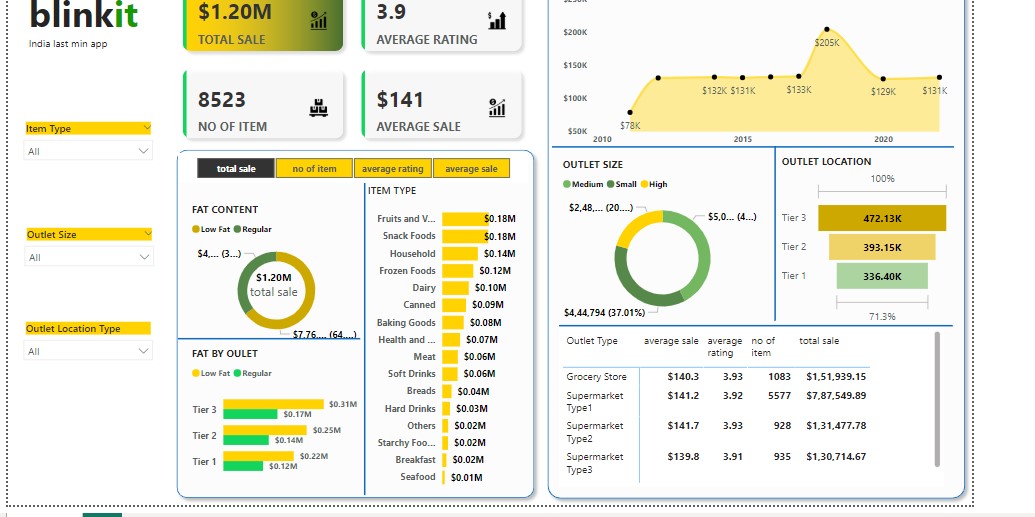 blinkit
India last min app
Item Type
All
Outlet Size
All
Outlet Location Type
All
$1.20M
TOTAL SALE
3.9
AVERAGE RATING
8523
NO OF ITEM
$141
AVERAGE SALE
total sale
no of item
average rating
average sale
FAT CONTENT
Low Fat Regular
$4,... (3...)
$1.20M
total sale
$7,76,... (64....)
FAT BY OULET
Low Fat Regular
Tier 3 $0.31M
$0.17M
Tier 2 $0.25M
$0.14M
Tier 1 $0.22M
$0.12M
ITEM TYPE
Fruits and V... $0.18M
Snack Foods $0.18M
Household $0.14M
Frozen Foods $0.12M
Dairy $0.10M
Canned $0.09M
Baking Goods $0.08M
Health and ... $0.07M
Meat $0.06M
Soft Drinks $0.06M
Breads $0.04M
Hard Drinks $0.03M
Others $0.02M
Starchy Foo... $0.02M
Breakfast $0.02M
Seafood $0.01M
$200K
$150K
$100K
$50K
$78K
$132K $131K
$133K
$205K
$129K
$131K
2010 2015 2020
OUTLET SIZE
Medium Small High
$2,48,... (20....)
$5,0... (4...)
$4,44,794 (37.01%)
OUTLET LOCATION
100%
Tier 3 472.13K
Tier 2 393.15K
Tier 1 336.40K
71.3%
Outlet Type average sale average rating no of item total sale
Grocery Store $140.3 3.93 1083 $1,51,939.15
Supermarket Type1 $141.2 3.92 5577 $7,87,549.89
Supermarket Type2 $141.7 3.93 928 $1,31,477.78
Supermarket Type3 $139.8 3.91 935 $1,30,714.67